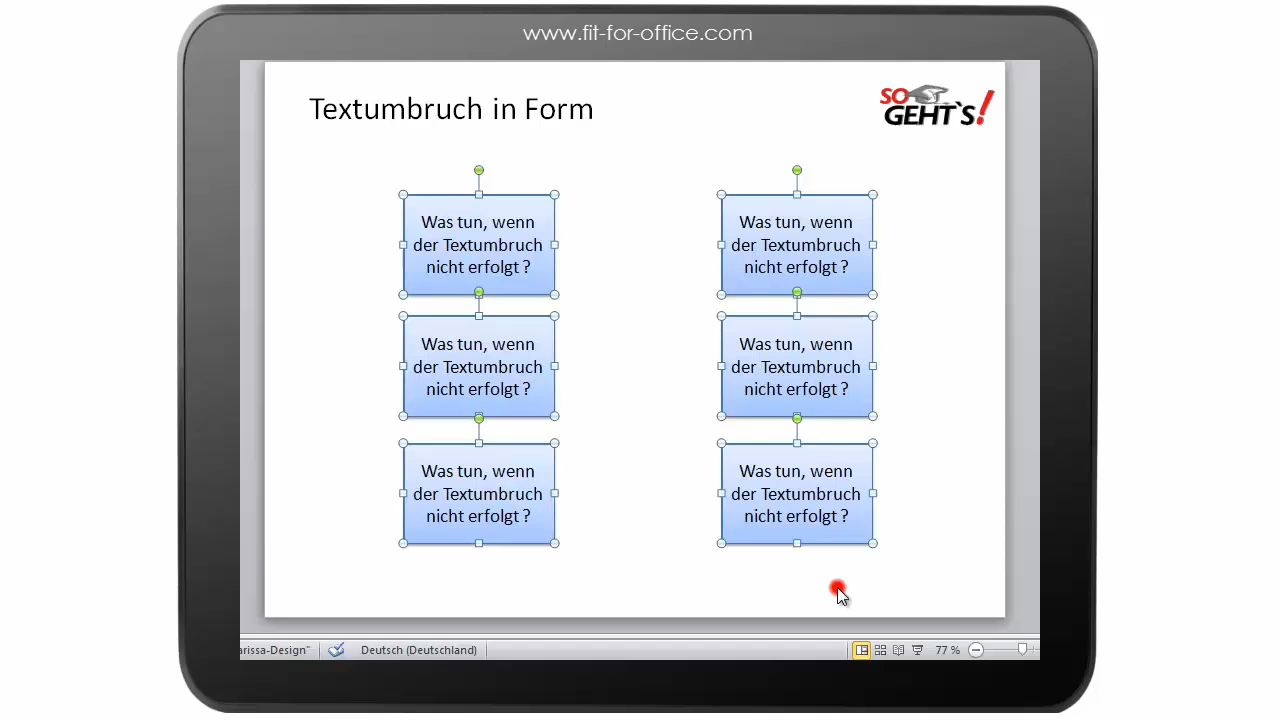 www.fit-for-office.com
Textumbruch in Form
SO
GEHT`S!
Was tun, wenn
der Textumbruch
nicht erfolgt ?
Was tun, wenn
der Textumbruch
nicht erfolgt ?
Was tun, wenn
der Textumbruch
nicht erfolgt ?
Was tun, wenn
der Textumbruch
nicht erfolgt ?
Was tun, wenn
der Textumbruch
nicht erfolgt ?
Was tun, wenn
der Textumbruch
nicht erfolgt ?
arissa-Design" Deutsch (Deutschland) 77 %